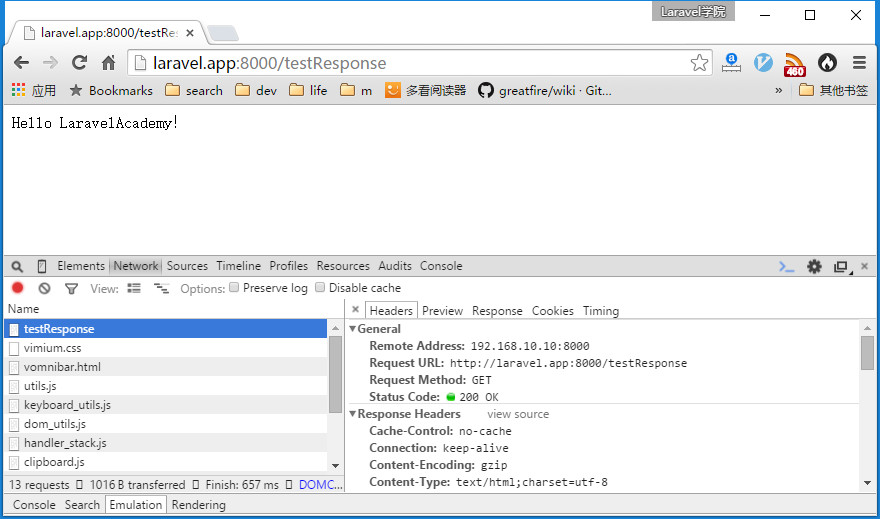 Laravel学院
laravel.app:8000/testRes
laravel.app:8000/testResponse
460
应用 Bookmarks search dev life m 多看阅读器 greatfire/wiki · Git... » 其他书签
Hello LaravelAcademy!
Elements Network Sources Timeline Profiles Resources Audits Console
View: Options: Preserve log Disable cache
Name
Headers Preview Response Cookies Timing
testResponse
vimium.css
vomnibar.html
utils.js
keyboard_utils.js
dom_utils.js
handler_stack.js
clipboard.js
13 requests 1016 B transferred Finish: 657 ms DOMC...
General
Remote Address: 192.168.10.10:8000
Request URL: http://laravel.app:8000/testResponse
Request Method: GET
Status Code: 200 OK
Response Headers view source
Cache-Control: no-cache
Connection: keep-alive
Content-Encoding: gzip
Content-Type: text/html;charset=utf-8
Console Search Emulation Rendering